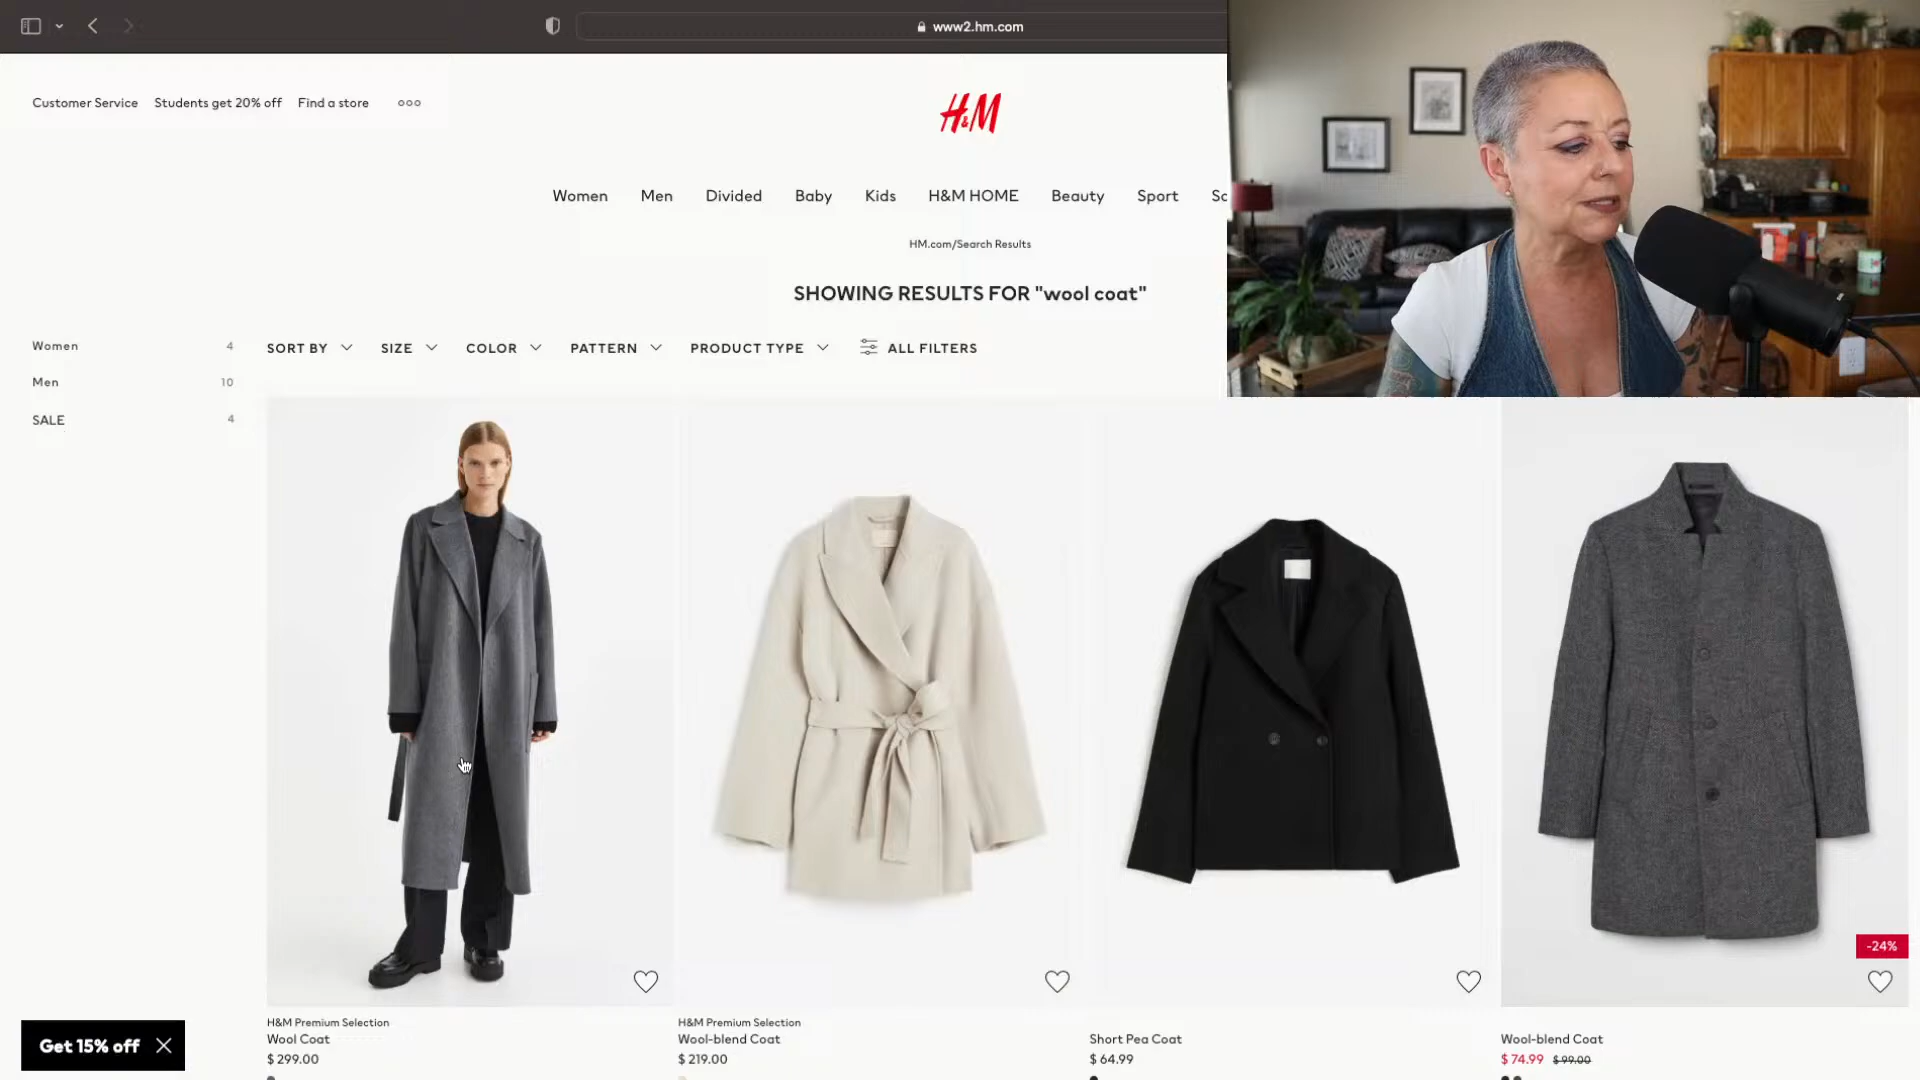 www2.hm.com
Customer Service Students get 20% off Find a store
H&M
Women Men Divided Baby Kids H&M HOME Beauty Sport
HM.com/Search Results
SHOWING RESULTS FOR "wool coat"
Women 4
Men 10
SALE 4
SORT BY SIZE COLOR PATTERN PRODUCT TYPE ALL FILTERS
-24%
H&M Premium Selection
Wool Coat
$ 299.00
H&M Premium Selection
Wool-blend Coat
$ 219.00
Short Pea Coat
$ 64.99
Wool-blend Coat
$ 74.99 $ 99.00
Get 15% off